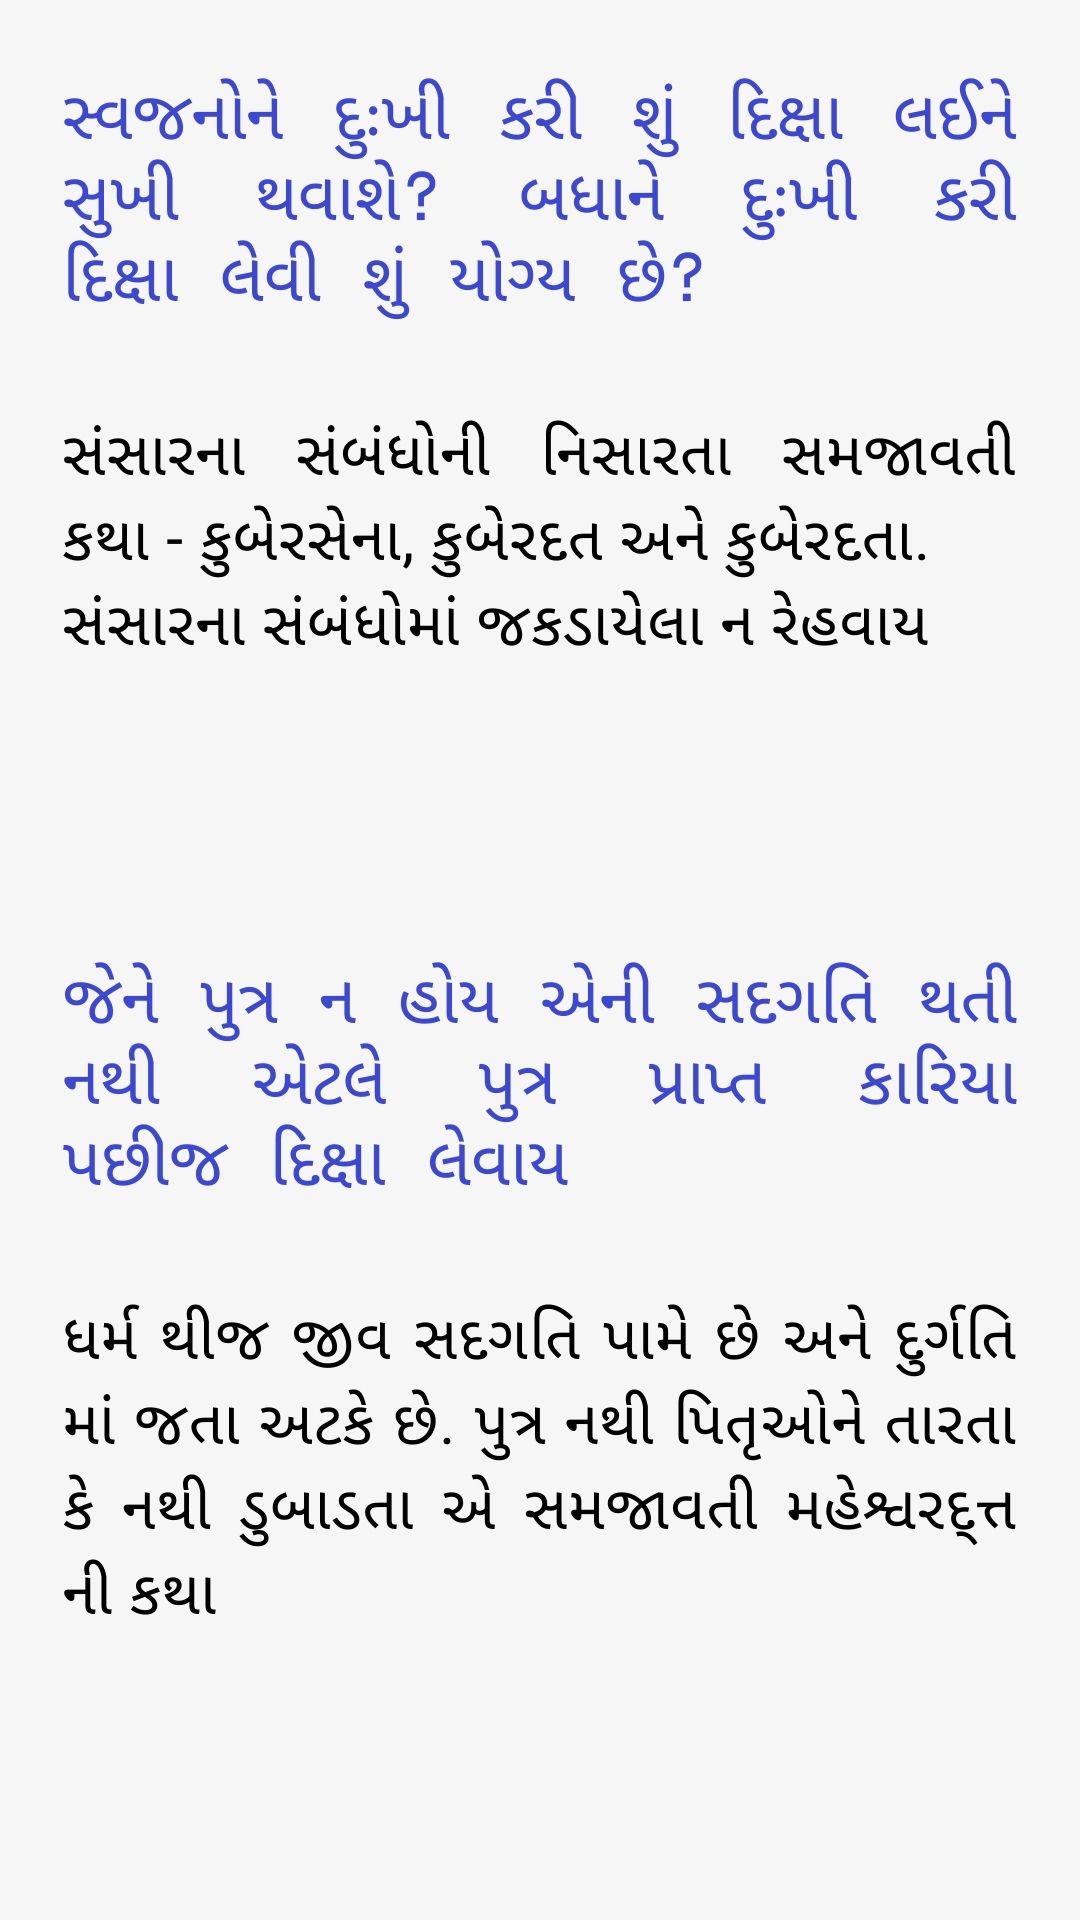 સ્વજનોને દુઃખી કરી શું દિક્ષા લઈને
સુખી થવાશે? બધાને દુઃખી કરી
દિક્ષા લેવી શું યોગ્ય છે?
સંસારના સંબંધોની નિસારતા સમજાવતી
કથા - કુબેરસેના, કુબેરદત અને કુબેરદતા.
સંસારના સંબંધોમાં જકડાયેલા ન રેહવાય
જેને પુત્ર ન હોય એની સદગતિ થતી
નથી એટલે પુત્ર પ્રાપ્ત કારિયા
પછીજ દિક્ષા લેવાય
ધર્મ થીજ જીવ સદગતિ પામે છે અને દુર્ગતિ
માં જતા અટકે છે. પુત્ર નથી પિતૃઓને તારતા
કે નથી ડુબાડતા એ સમજાવતી મહેશ્વરદ્ત્ત
ની કથા